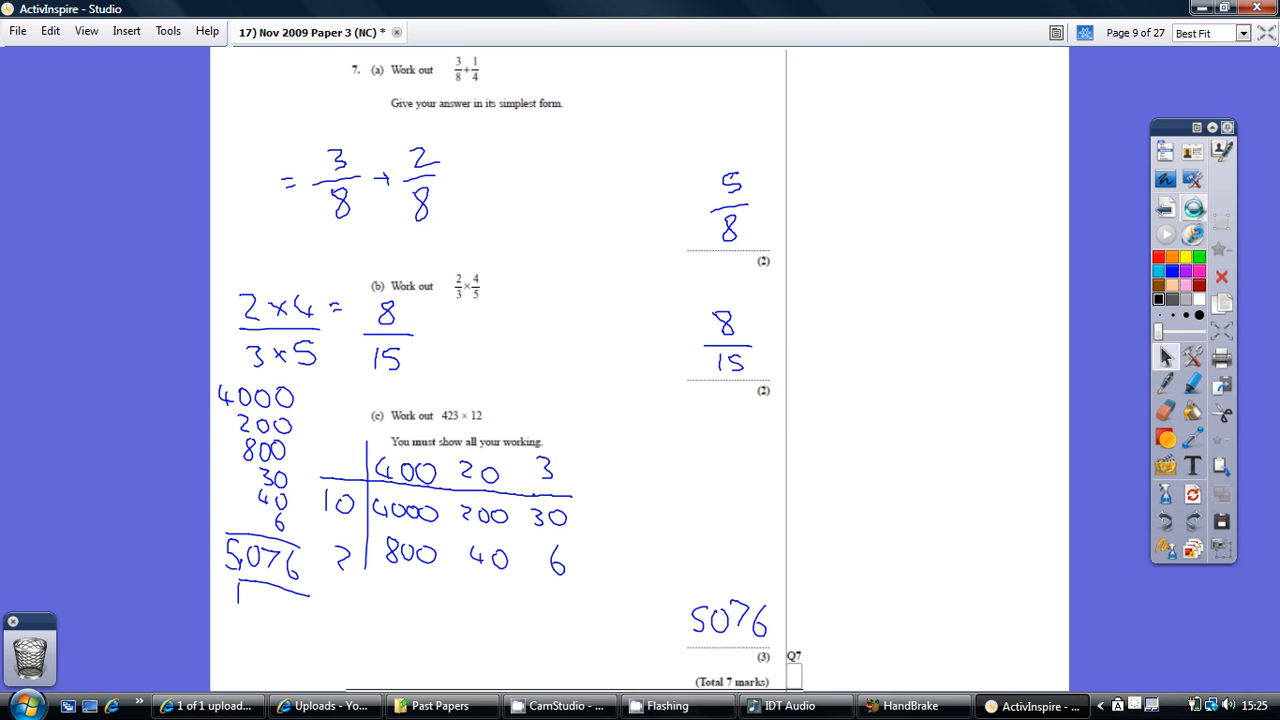 ActivInspire - Studio
File Edit View Insert Tools Help
17) Nov 2009 Paper 3 (NC) *
Page 9 of 27
Best Fit
7. (a) Work out 3/8 + 1/4
Give your answer in its simplest form.
= 3/8 + 2/8
5/8
(2)
(b) Work out 2/3 × 4/5
2 × 4 / 3 × 5 = 8/15
8/15
(2)
(c) Work out 423 × 12
You must show all your working.
400 20 3
10 4000 200 30
2 800 40 6
4000
200
800
30
40
6
5076
1
5076
(3)
Q7
(Total 7 marks)
1 of 1 upload...
Uploads - Yo...
Past Papers
CamStudio - ...
Flashing
IDT Audio
HandBrake
ActivInspire - ...
15:25